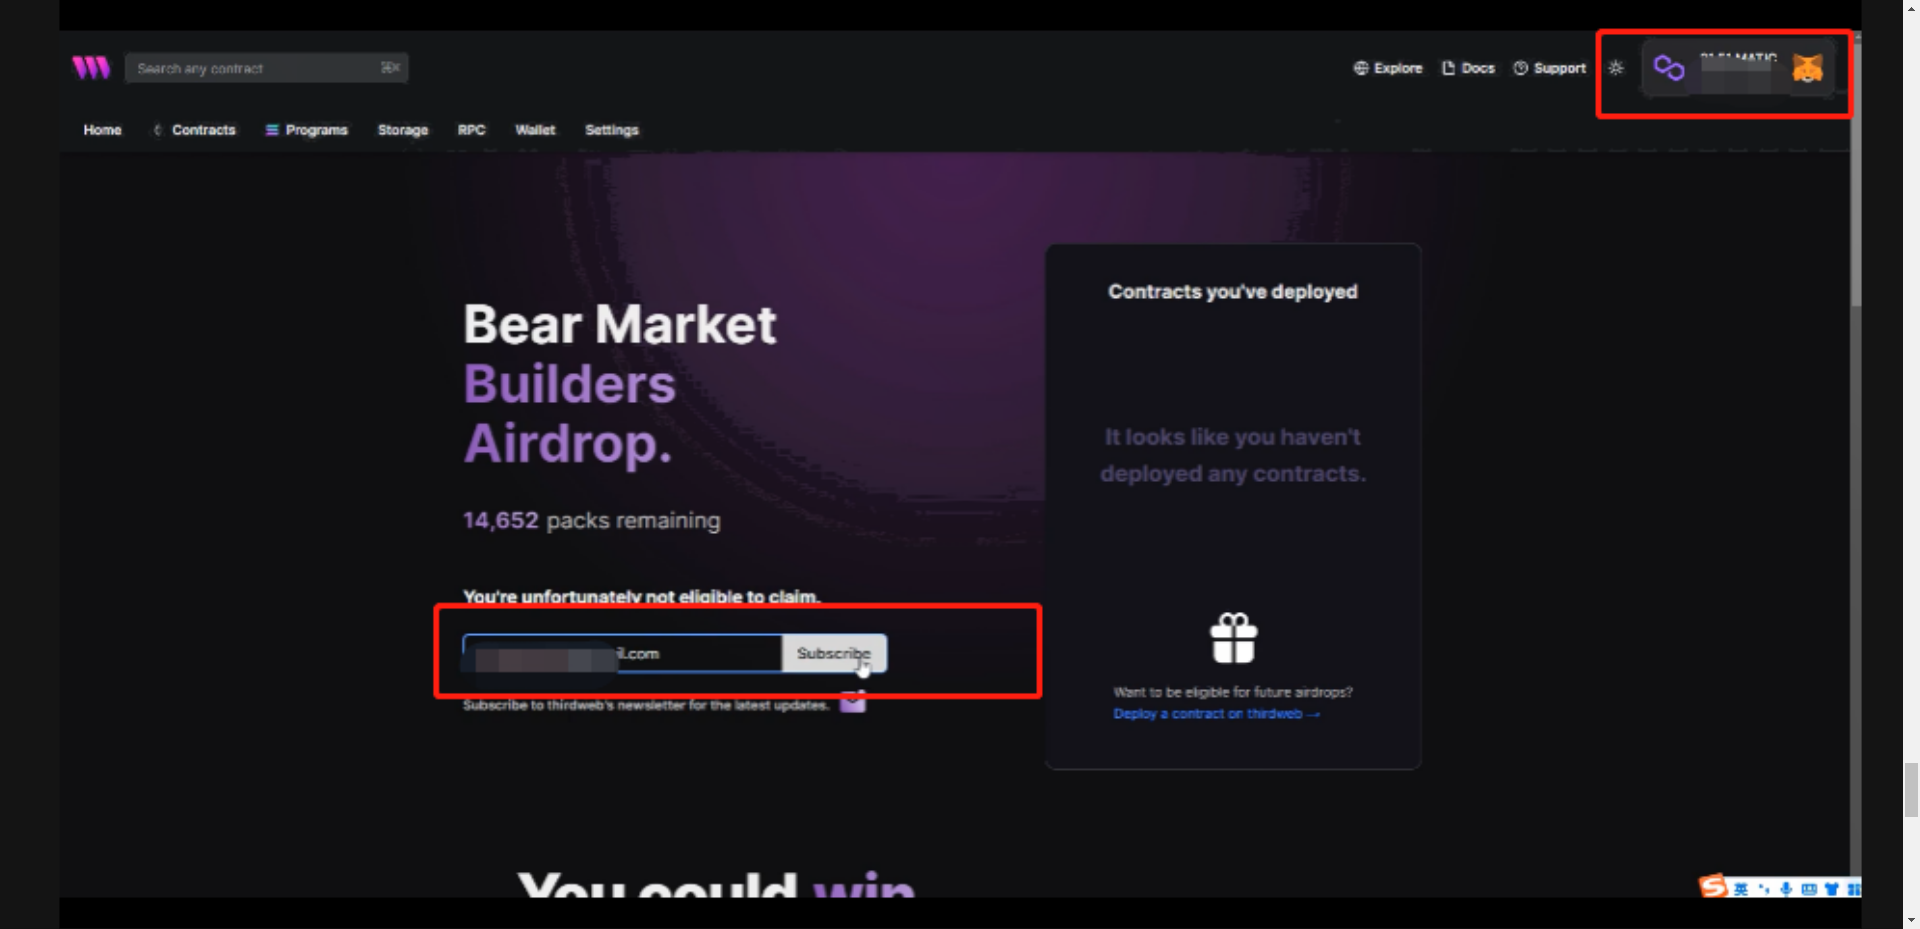 Search any contract
⌘K
Explore
Docs
Support
MATIC
Home
Contracts
Programs
Storage
RPC
Wallet
Settings
Bear Market
Builders
Airdrop.
14,652 packs remaining
You're unfortunately not eligible to claim.
il.com
Subscribe
Subscribe to thirdweb's newsletter for the latest updates.
Contracts you've deployed
It looks like you haven't
deployed any contracts.
Want to be eligible for future airdrops?
Deploy a contract on thirdweb →
You could win
英